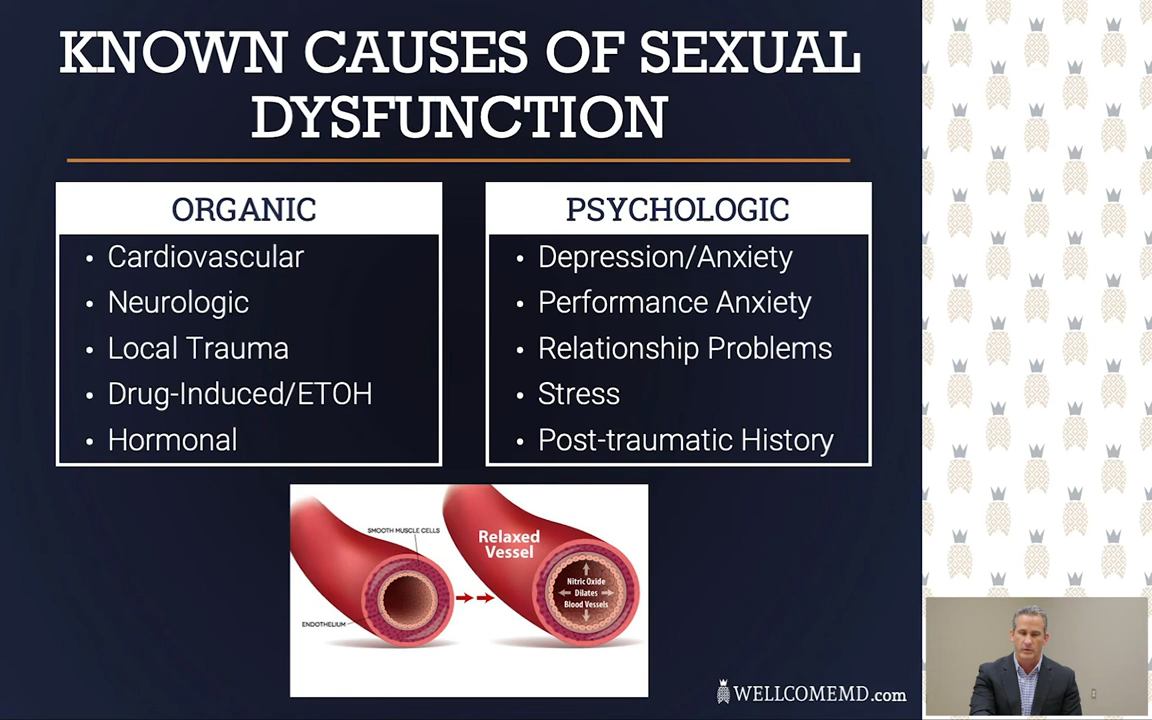 KNOWN CAUSES OF SEXUAL
DYSFUNCTION
ORGANIC
• Cardiovascular
• Neurologic
• Local Trauma
• Drug-Induced/ETOH
• Hormonal
PSYCHOLOGIC
• Depression/Anxiety
• Performance Anxiety
• Relationship Problems
• Stress
• Post-traumatic History
SMOOTH MUSCLE CELLS
ENDOTHELIUM
Relaxed
Vessel
Nitric Oxide
Dilates
Blood Vessels
WELLCOMEMD.com